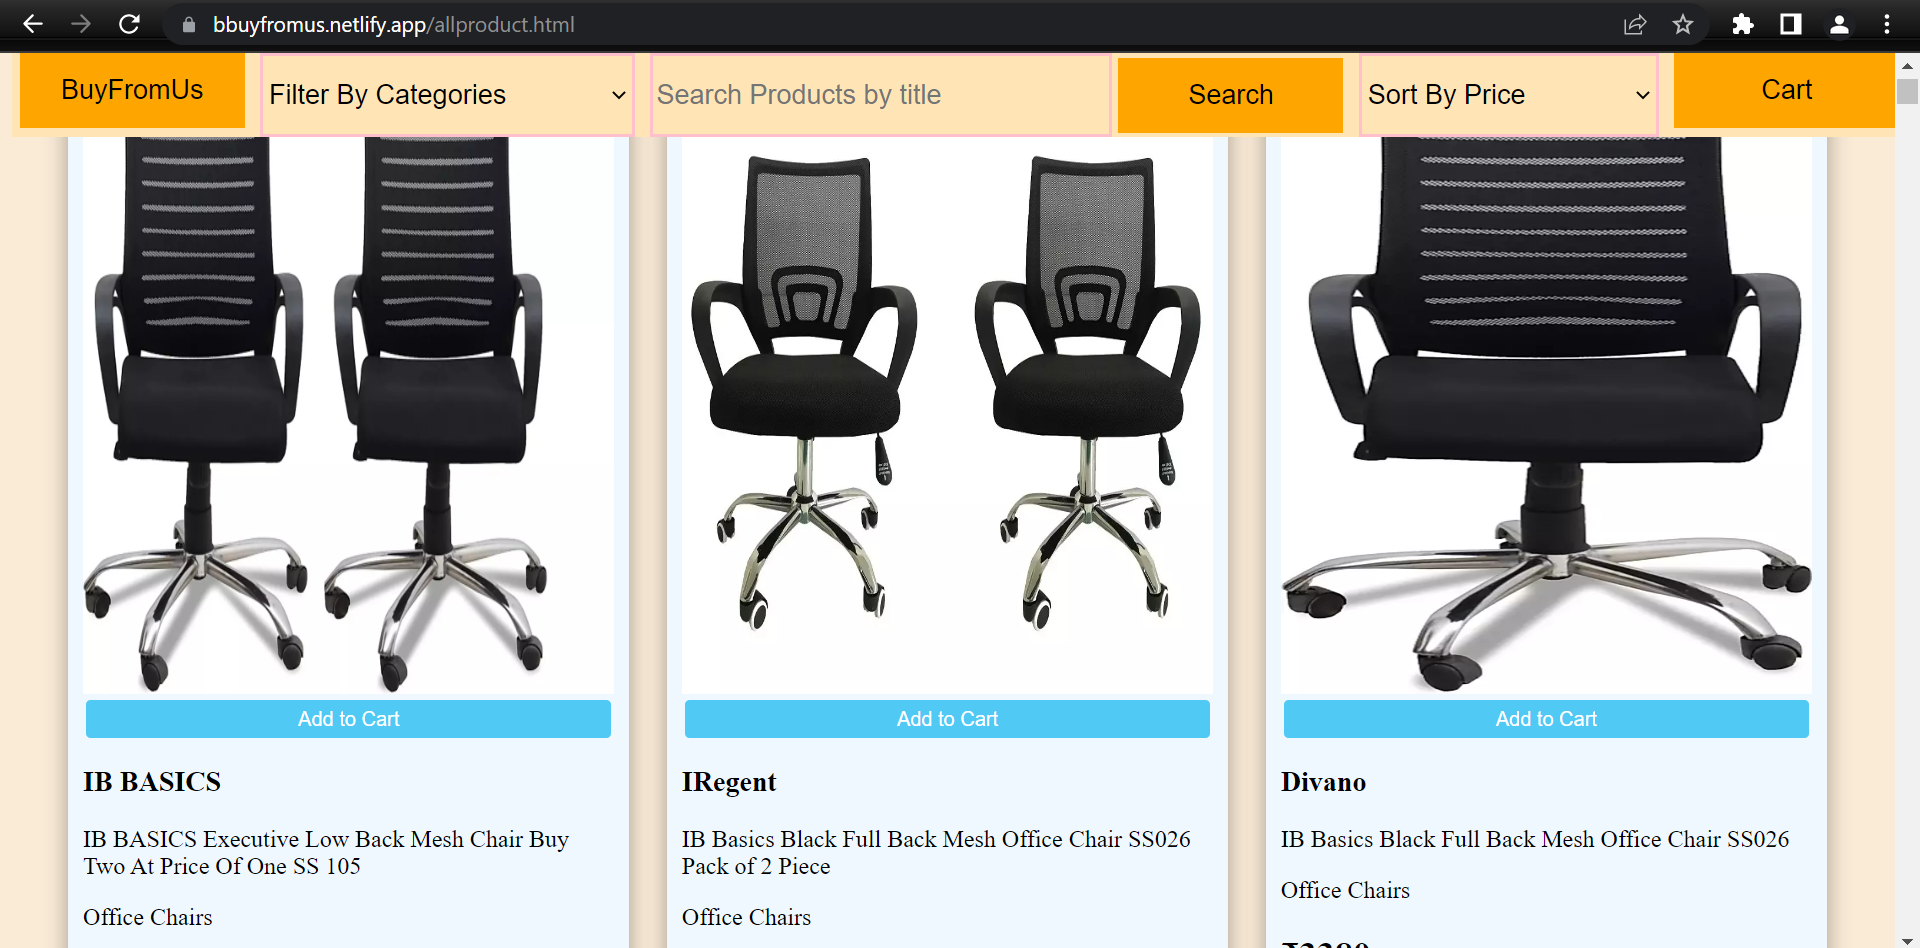 bbuyfromus.netlify.app/allproduct.html
BuyFromUs
Filter By Categories
Search Products by title
Search
Sort By Price
Cart
Add to Cart
Add to Cart
Add to Cart
IB BASICS
IB BASICS Executive Low Back Mesh Chair Buy
Two At Price Of One SS 105
Office Chairs
IRegent
IB Basics Black Full Back Mesh Office Chair SS026
Pack of 2 Piece
Office Chairs
Divano
IB Basics Black Full Back Mesh Office Chair SS026
Office Chairs